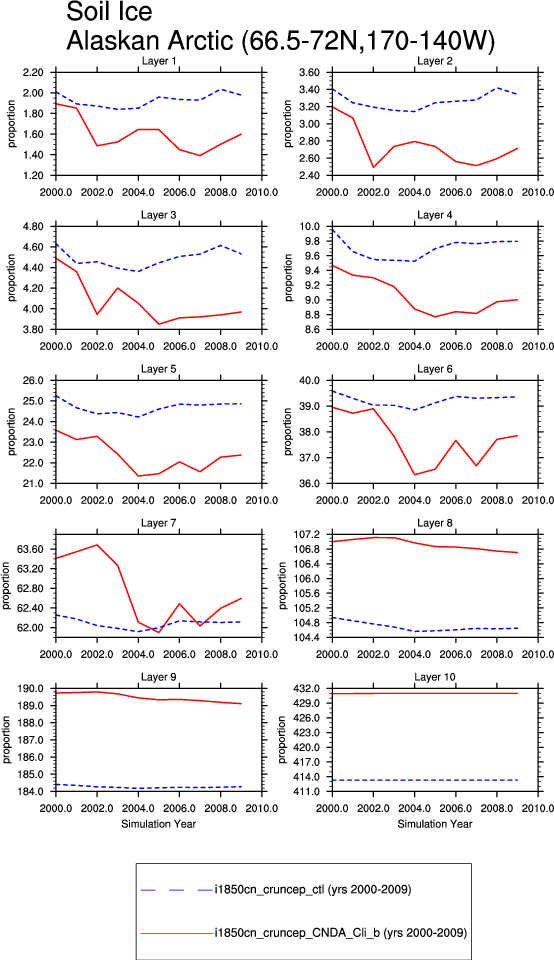 Soil Ice
Alaskan Arctic (66.5-72N,170-140W)
Layer 1
proportion
2.20
2.00
1.80
1.60
1.40
1.20
2000.0 2002.0 2004.0 2006.0 2008.0 2010.0
Layer 2
3.60
3.40
3.20
3.00
2.80
2.60
2.40
2000.0 2002.0 2004.0 2006.0 2008.0 2010.0
Layer 3
proportion
4.80
4.60
4.40
4.20
4.00
3.80
2000.0 2002.0 2004.0 2006.0 2008.0 2010.0
Layer 4
10.0
9.8
9.6
9.4
9.2
9.0
8.8
8.6
2000.0 2002.0 2004.0 2006.0 2008.0 2010.0
Layer 5
proportion
26.0
25.0
24.0
23.0
22.0
21.0
2000.0 2002.0 2004.0 2006.0 2008.0 2010.0
Layer 6
40.0
39.0
38.0
37.0
36.0
2000.0 2002.0 2004.0 2006.0 2008.0 2010.0
Layer 7
proportion
63.60
63.20
62.80
62.40
62.00
2000.0 2002.0 2004.0 2006.0 2008.0 2010.0
Layer 8
proportion
107.2
106.8
106.4
106.0
105.6
105.2
104.8
104.4
2000.0 2002.0 2004.0 2006.0 2008.0 2010.0
Layer 9
proportion
190.0
189.0
188.0
187.0
186.0
185.0
184.0
2000.0 2002.0 2004.0 2006.0 2008.0 2010.0
Simulation Year
Layer 10
proportion
432.0
429.0
426.0
423.0
420.0
417.0
414.0
411.0
2000.0 2002.0 2004.0 2006.0 2008.0 2010.0
Simulation Year
i1850cn_cruncep_ctl (yrs 2000-2009)
i1850cn_cruncep_CNDA_Cli_b (yrs 2000-2009)